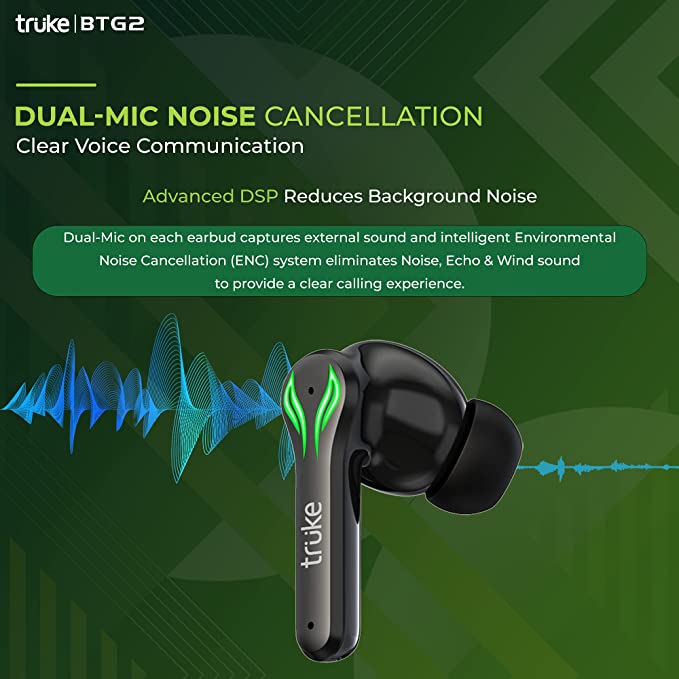 trüke | BTG2
DUAL-MIC NOISE CANCELLATION
Clear Voice Communication
Advanced DSP Reduces Background Noise
Dual-Mic on each earbud captures external sound and intelligent Environmental
Noise Cancellation (ENC) system eliminates Noise, Echo & Wind sound
to provide a clear calling experience.
trüke